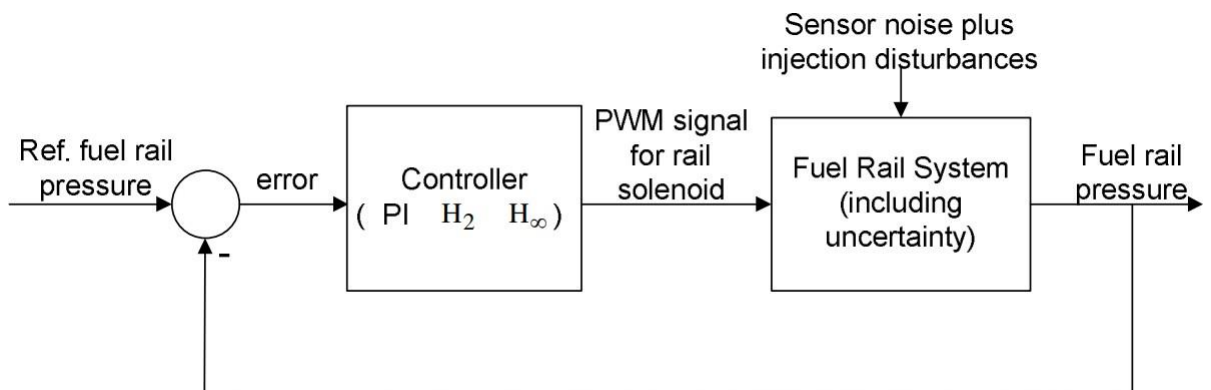 Sensor noise plus
injection disturbances
Ref. fuel rail
pressure
error
Controller
( PI H₂ H∞ )
PWM signal
for rail
solenoid
Fuel Rail System
(including
uncertainty)
Fuel rail
pressure
-